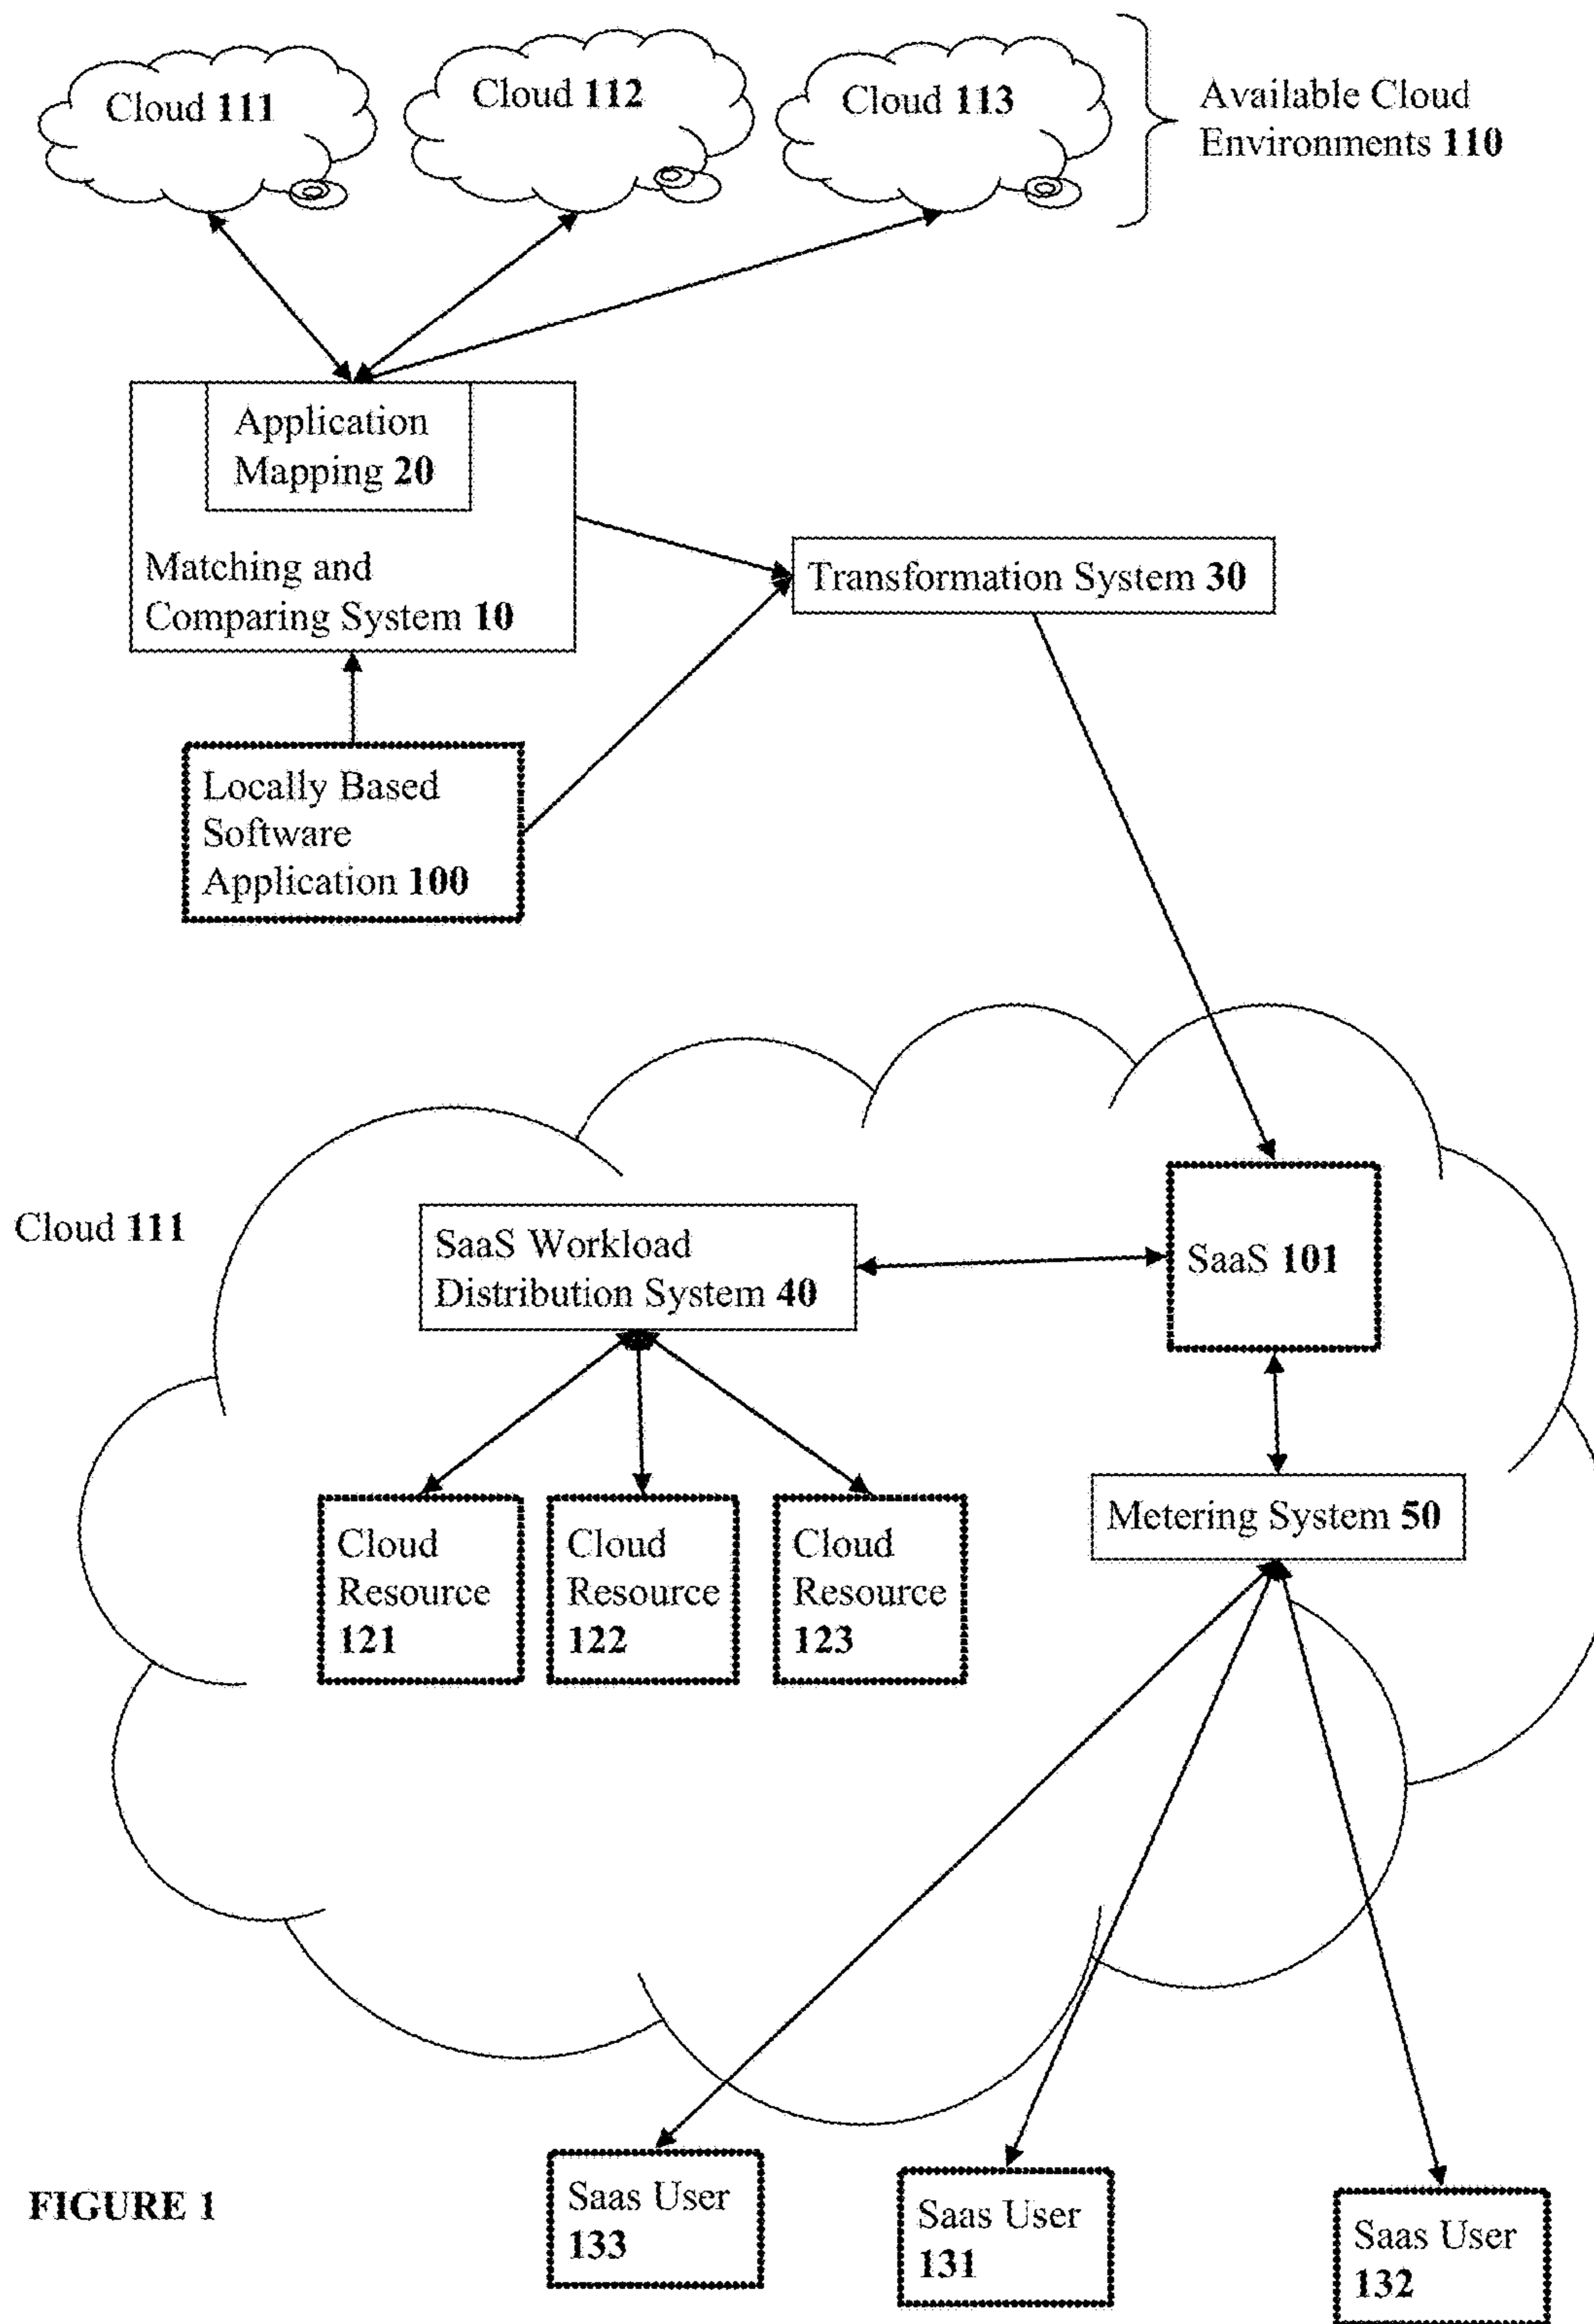 Cloud 111
Cloud 112
Cloud 113
Available Cloud
Environments 110
Application
Mapping 20
Matching and
Comparing System 10
Transformation System 30
Locally Based
Software
Application 100
Cloud 111
SaaS Workload
Distribution System 40
SaaS 101
Cloud
Resource
121
Cloud
Resource
122
Cloud
Resource
123
Metering System 50
FIGURE 1
Saas User
133
Saas User
131
Saas User
132